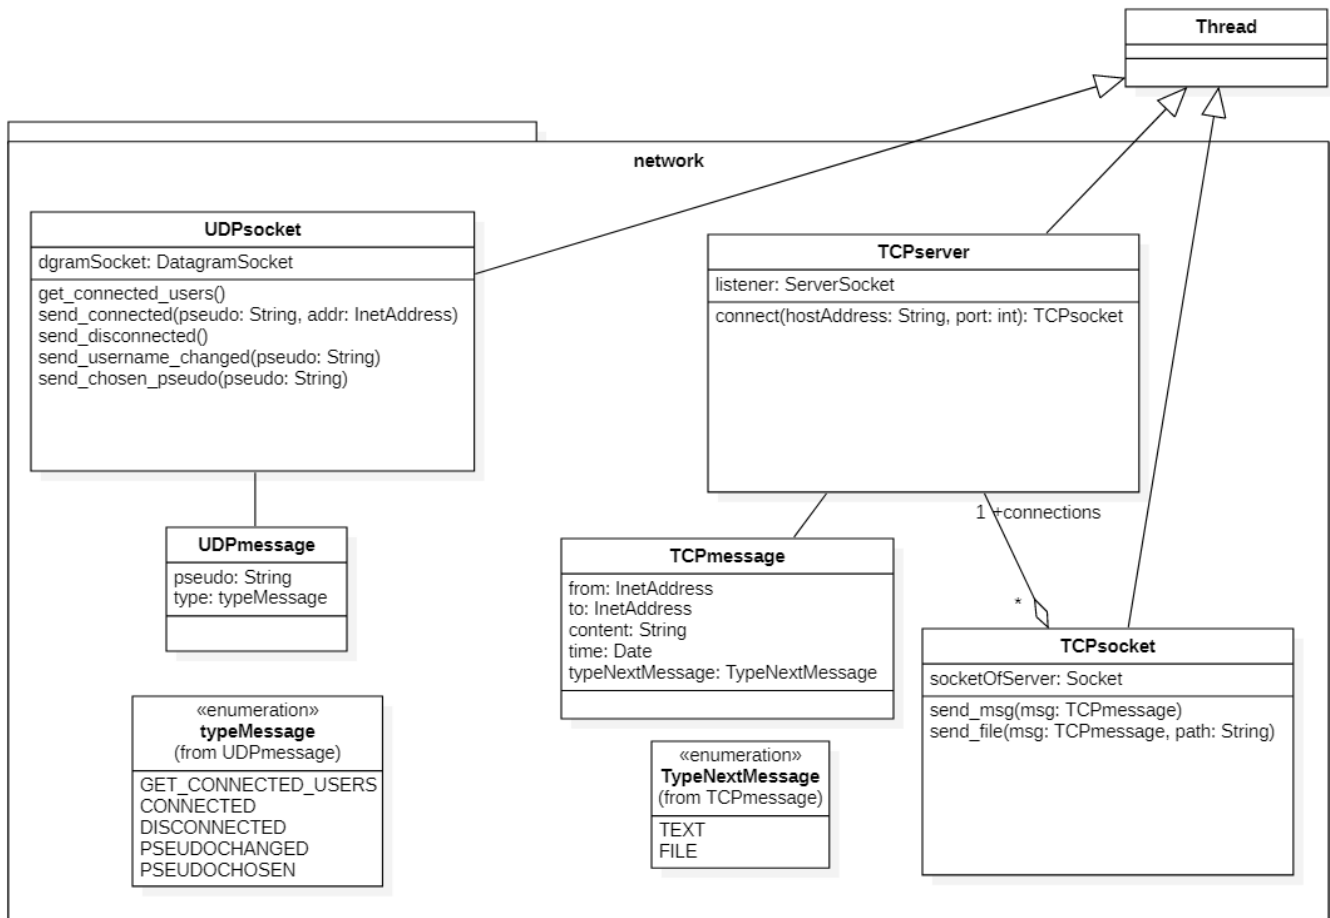 Thread
network
UDPsocket
dgramSocket: DatagramSocket
get_connected_users()
send_connected(pseudo: String, addr: InetAddress)
send_disconnected()
send_username_changed(pseudo: String)
send_chosen_pseudo(pseudo: String)
TCPserver
listener: ServerSocket
connect(hostAddress: String, port: int): TCPsocket
1 +connections
*
UDPmessage
pseudo: String
type: typeMessage
TCPmessage
from: InetAddress
to: InetAddress
content: String
time: Date
typeNextMessage: TypeNextMessage
TCPsocket
socketOfServer: Socket
send_msg(msg: TCPmessage)
send_file(msg: TCPmessage, path: String)
«enumeration»
typeMessage
(from UDPmessage)
GET_CONNECTED_USERS
CONNECTED
DISCONNECTED
PSEUDOCHANGED
PSEUDOCHOSEN
«enumeration»
TypeNextMessage
(from TCPmessage)
TEXT
FILE